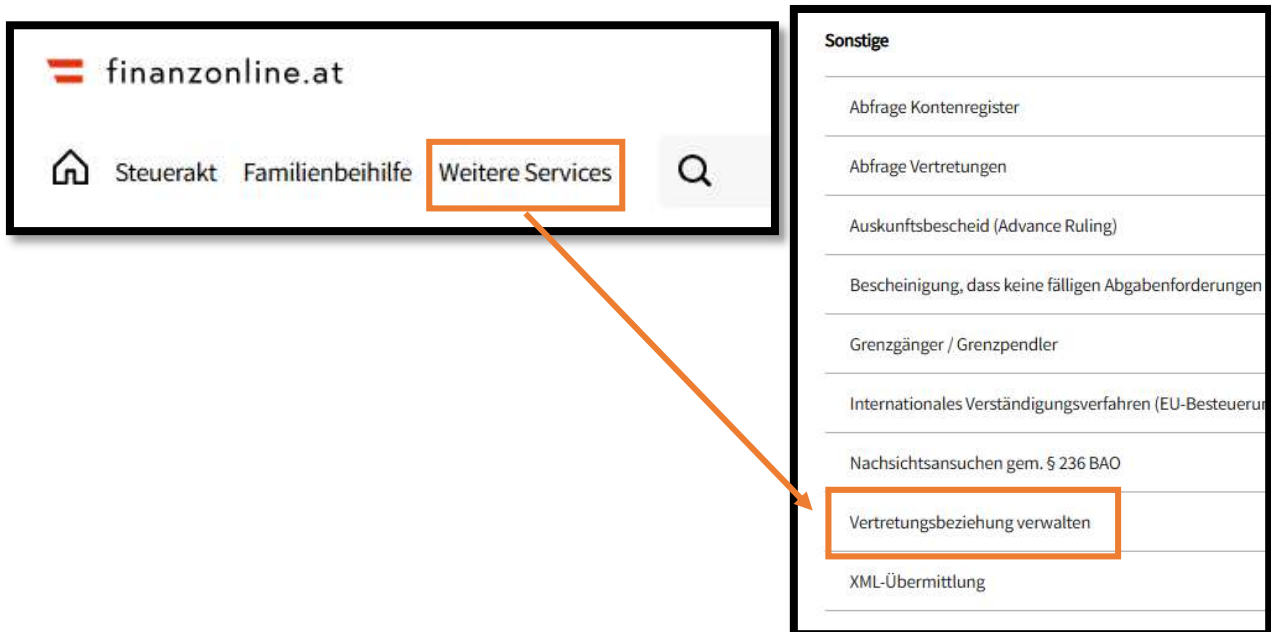 finanzonline.at
Steuerakt Familienbeihilfe Weitere Services
Sonstige
Abfrage Kontenregister
Abfrage Vertretungen
Auskunftsbescheid (Advance Ruling)
Bescheinigung, dass keine fälligen Abgabenforderungen
Grenzgänger / Grenzpendler
Internationales Verständigungsverfahren (EU-Besteuerun
Nachsichtsansuchen gem. § 236 BAO
Vertretungsbeziehung verwalten
XML-Übermittlung